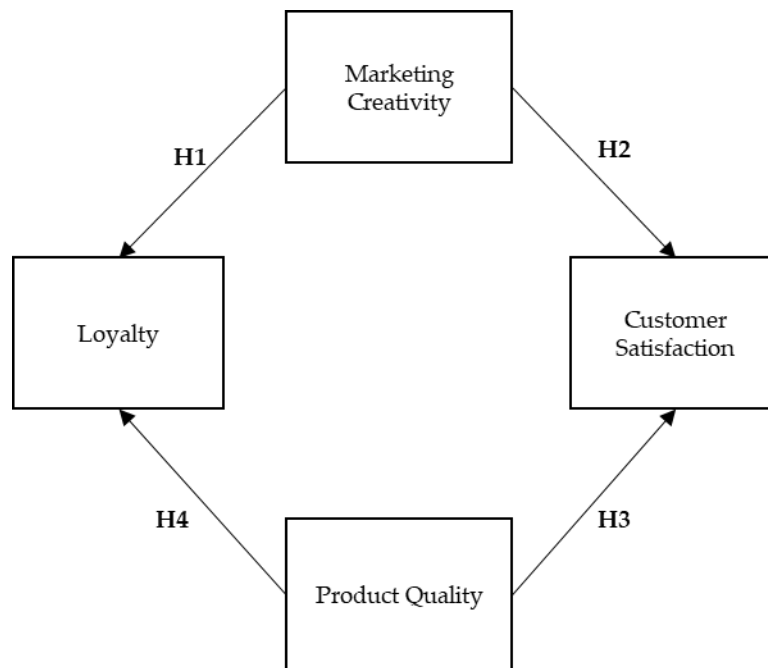 Marketing
Creativity
H1
H2
Loyalty
Customer
Satisfaction
H4
H3
Product Quality